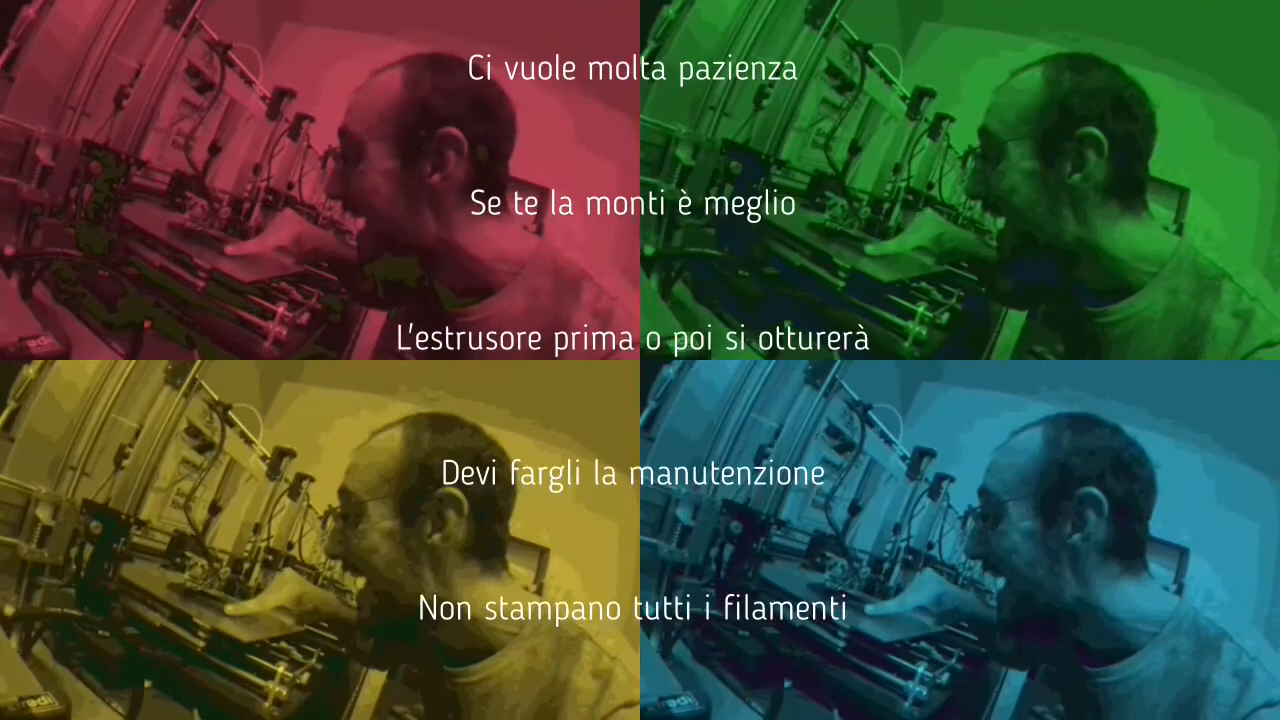 Ci vuole molta pazienza
Se te la monti è meglio
L'estrusore prima o poi si otturerà
Devi fargli la manutenzione
Non stampano tutti i filamenti